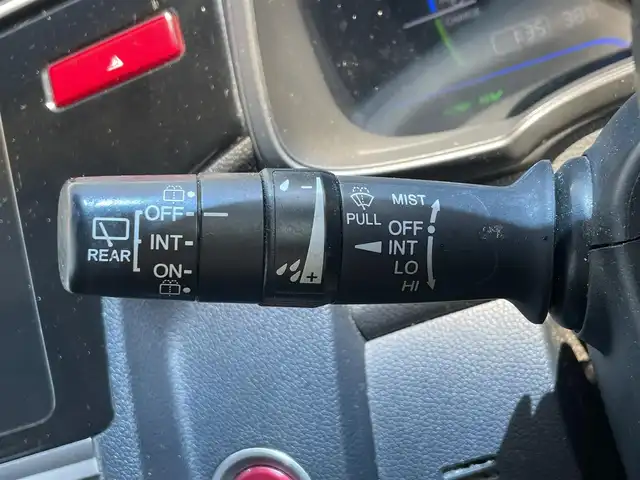 REAR
OFF
INT
ON
- 
+
PULL
MIST
OFF
INT
LO
HI